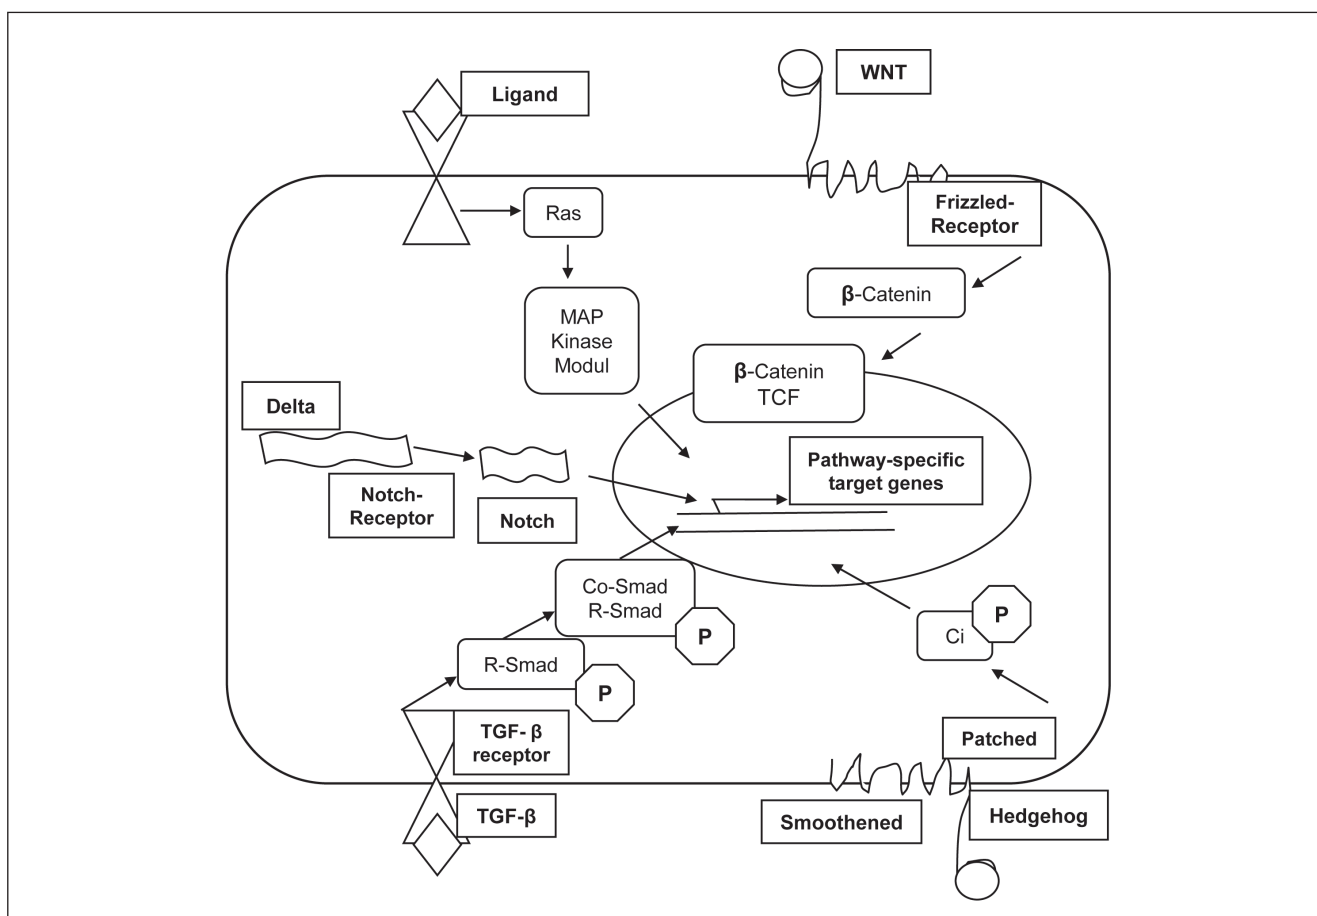 Ligand
WNT
Ras
Frizzled-
Receptor
β-Catenin
MAP
Kinase
Modul
β-Catenin
TCF
Delta
Notch-
Receptor
Notch
Pathway-specific
target genes
Co-Smad
R-Smad
P
R-Smad
P
Ci
P
TGF- β
receptor
TGF-β
Patched
Smoothened
Hedgehog